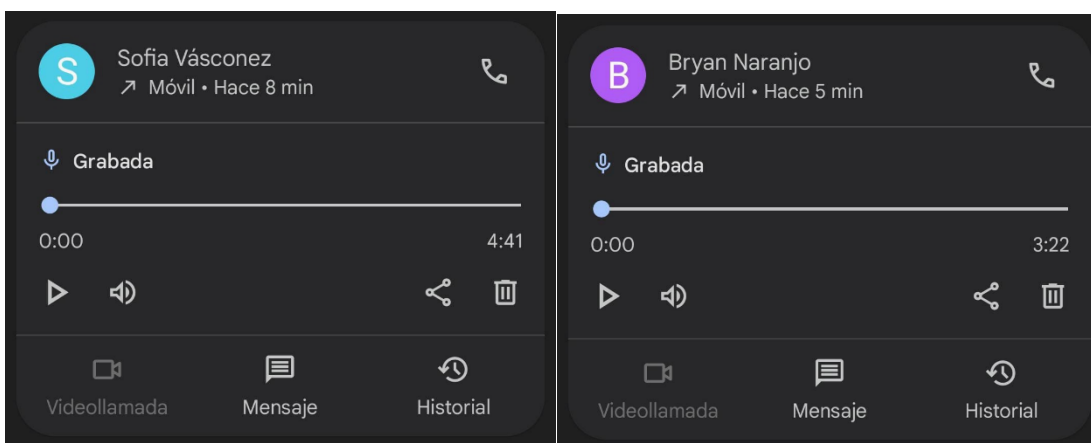 S
Sofia Vásconez
Móvil • Hace 8 min
Grabada
0:00
4:41
Videollamada
Mensaje
Historial
B
Bryan Naranjo
Móvil • Hace 5 min
Grabada
0:00
3:22
Videollamada
Mensaje
Historial